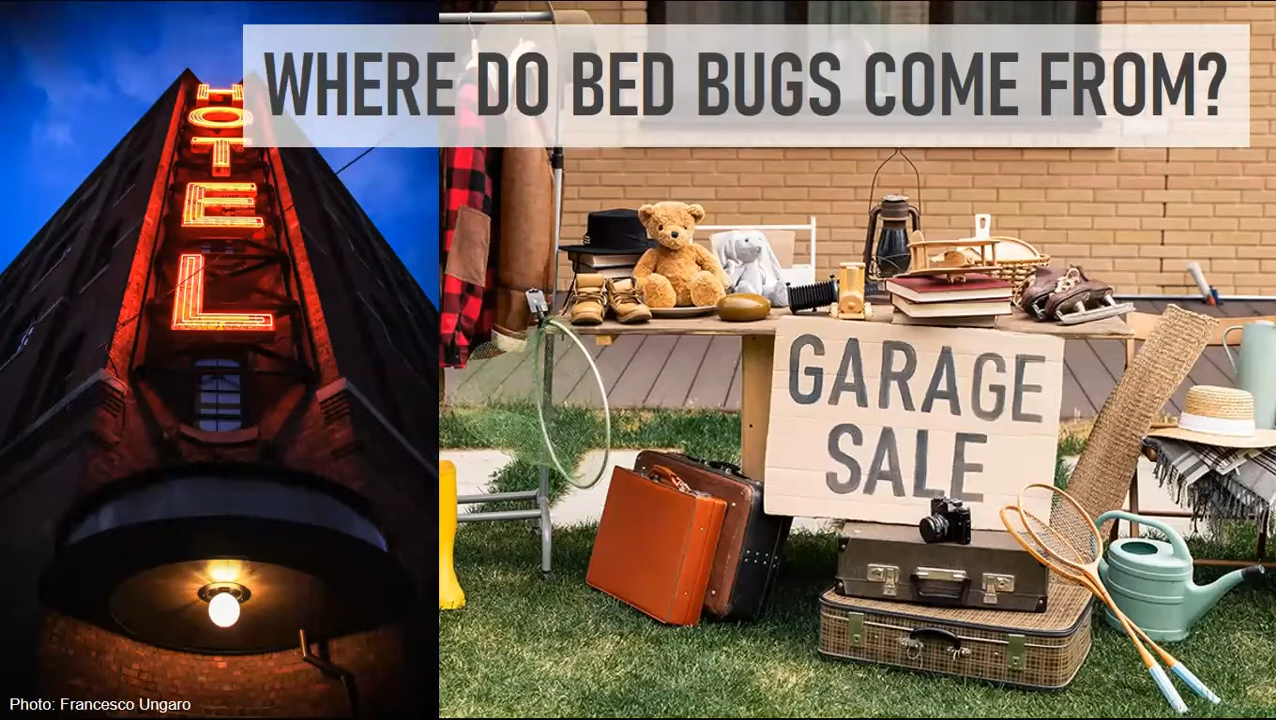 WHERE DO BED BUGS COME FROM?
HOTEL
GARAGE
SALE
Photo: Francesco Ungaro